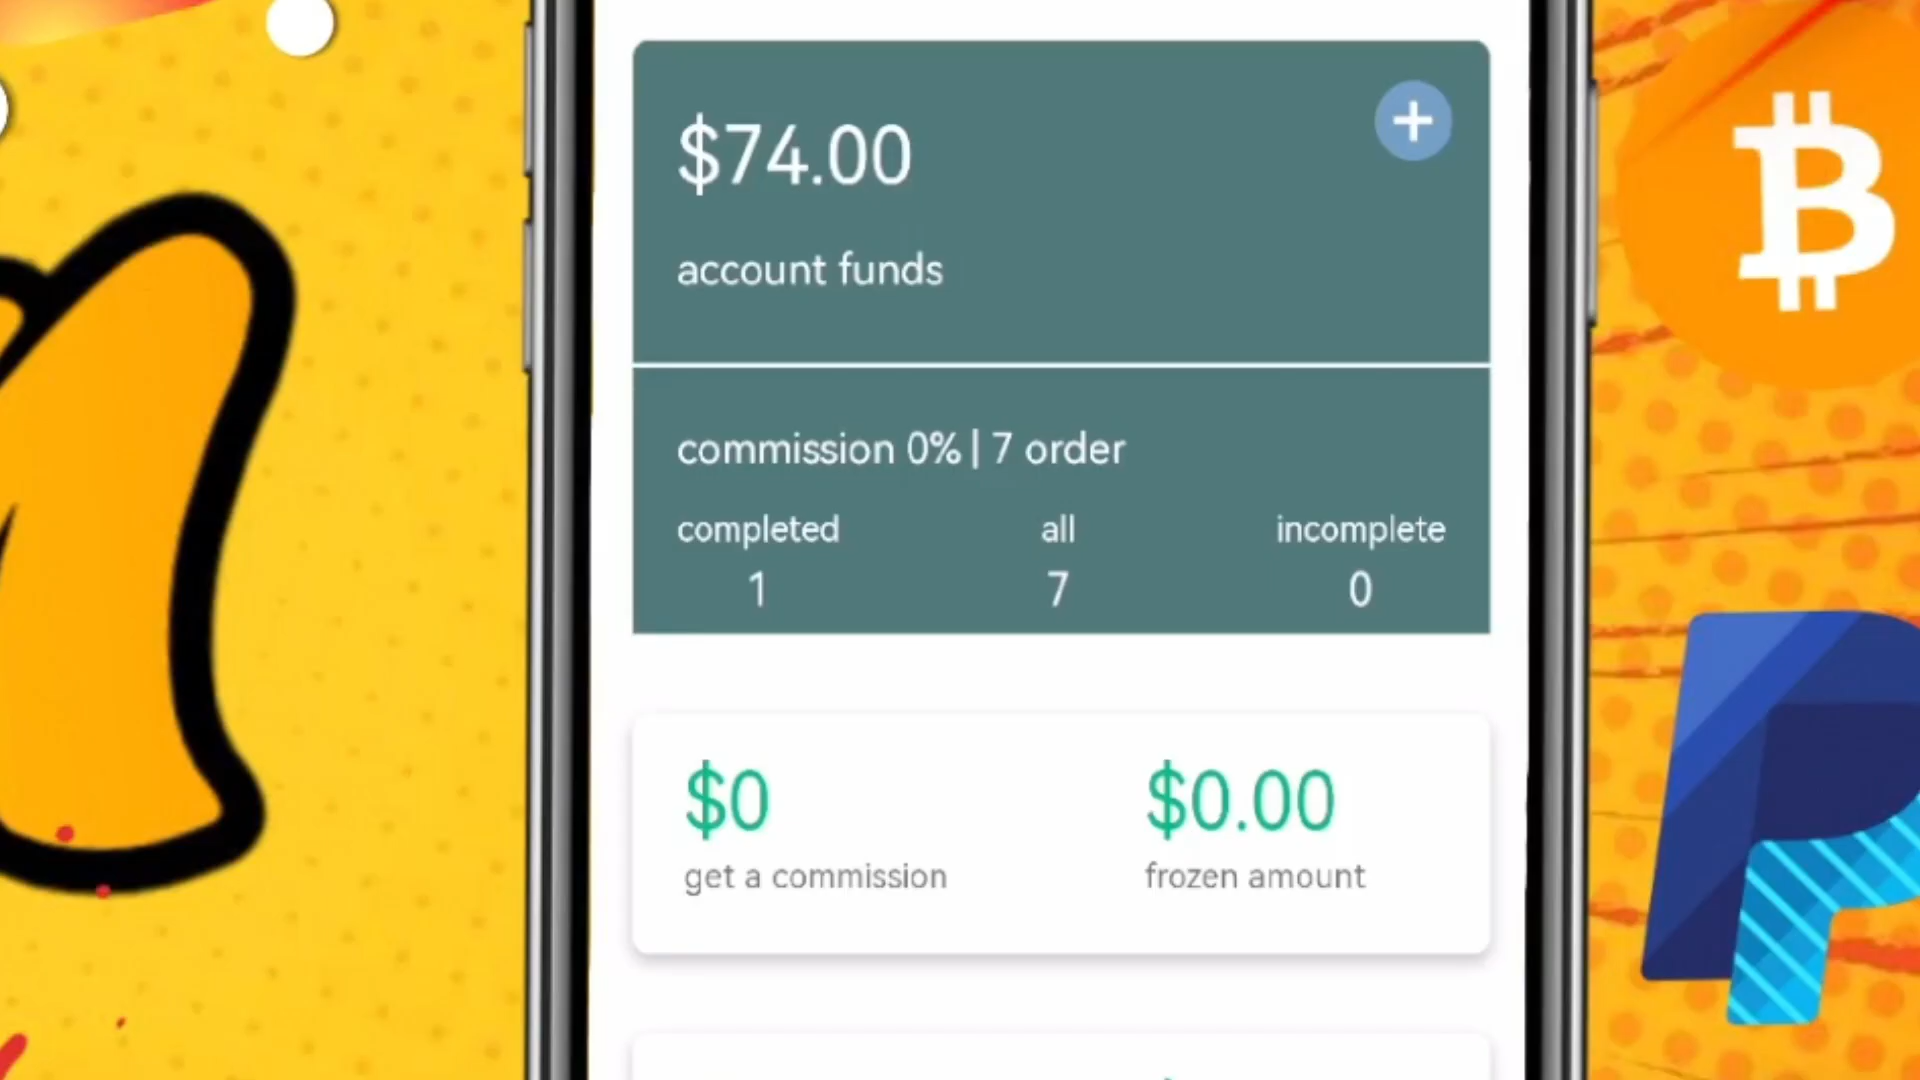 $74.00
account funds
commission 0% | 7 order
completed all incomplete
1 7 0
$0 $0.00
get a commission frozen amount